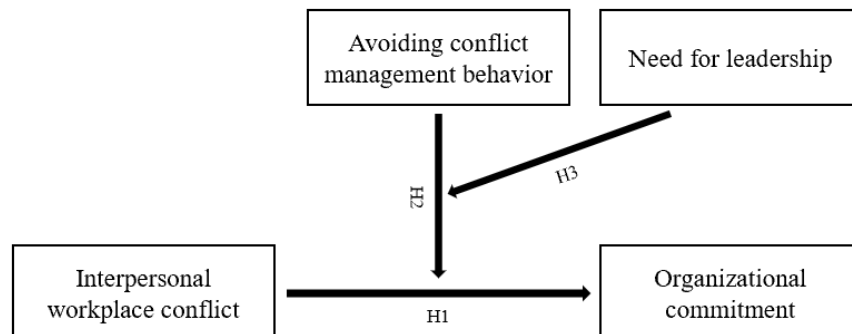 Avoiding conflict
management behavior
Need for leadership
H2
H3
Interpersonal
workplace conflict
H1
Organizational
commitment